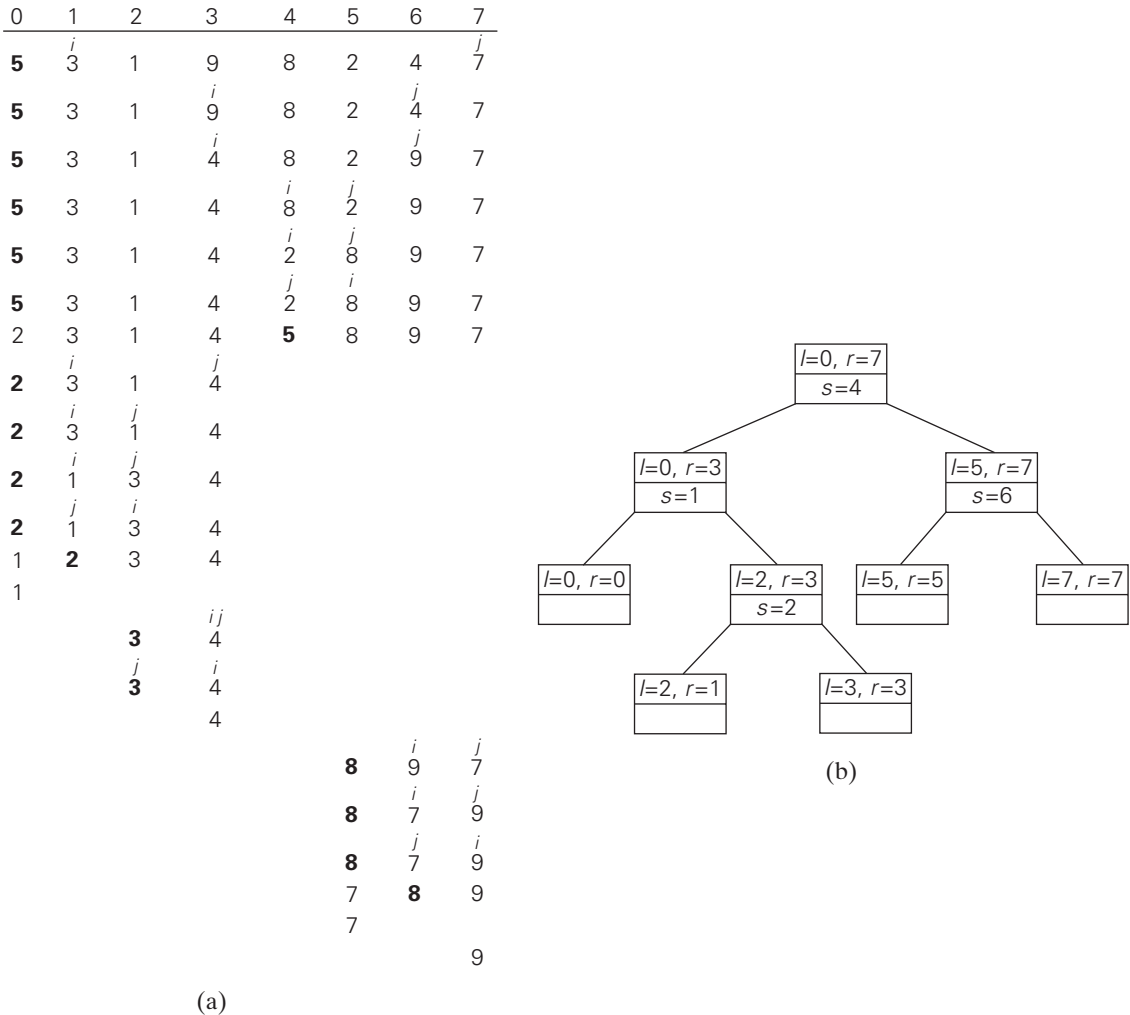 0 1 2 3 4 5 6 7
i j
5 3 1 9 8 2 4 7
i j
5 3 1 9 8 2 4 7
i j
5 3 1 4 8 2 9 7
i j
5 3 1 4 8 2 9 7
i j
5 3 1 4 2 8 9 7
j i
5 3 1 4 2 8 9 7
2 3 1 4 5 8 9 7
i j
2 3 1 4
i j
2 3 1 4
i j
2 1 3 4
j i
2 1 3 4
1 2 3 4
1
i j
3 4
j i
3 4
4
i j
8 9 7
i j
8 7 9
j i
8 7 9
7 8 9
7
9
(a)
l=0, r=7
s=4
l=0, r=3
s=1
l=5, r=7
s=6
l=0, r=0
l=2, r=3
s=2
l=5, r=5
l=7, r=7
l=2, r=1
l=3, r=3
(b)